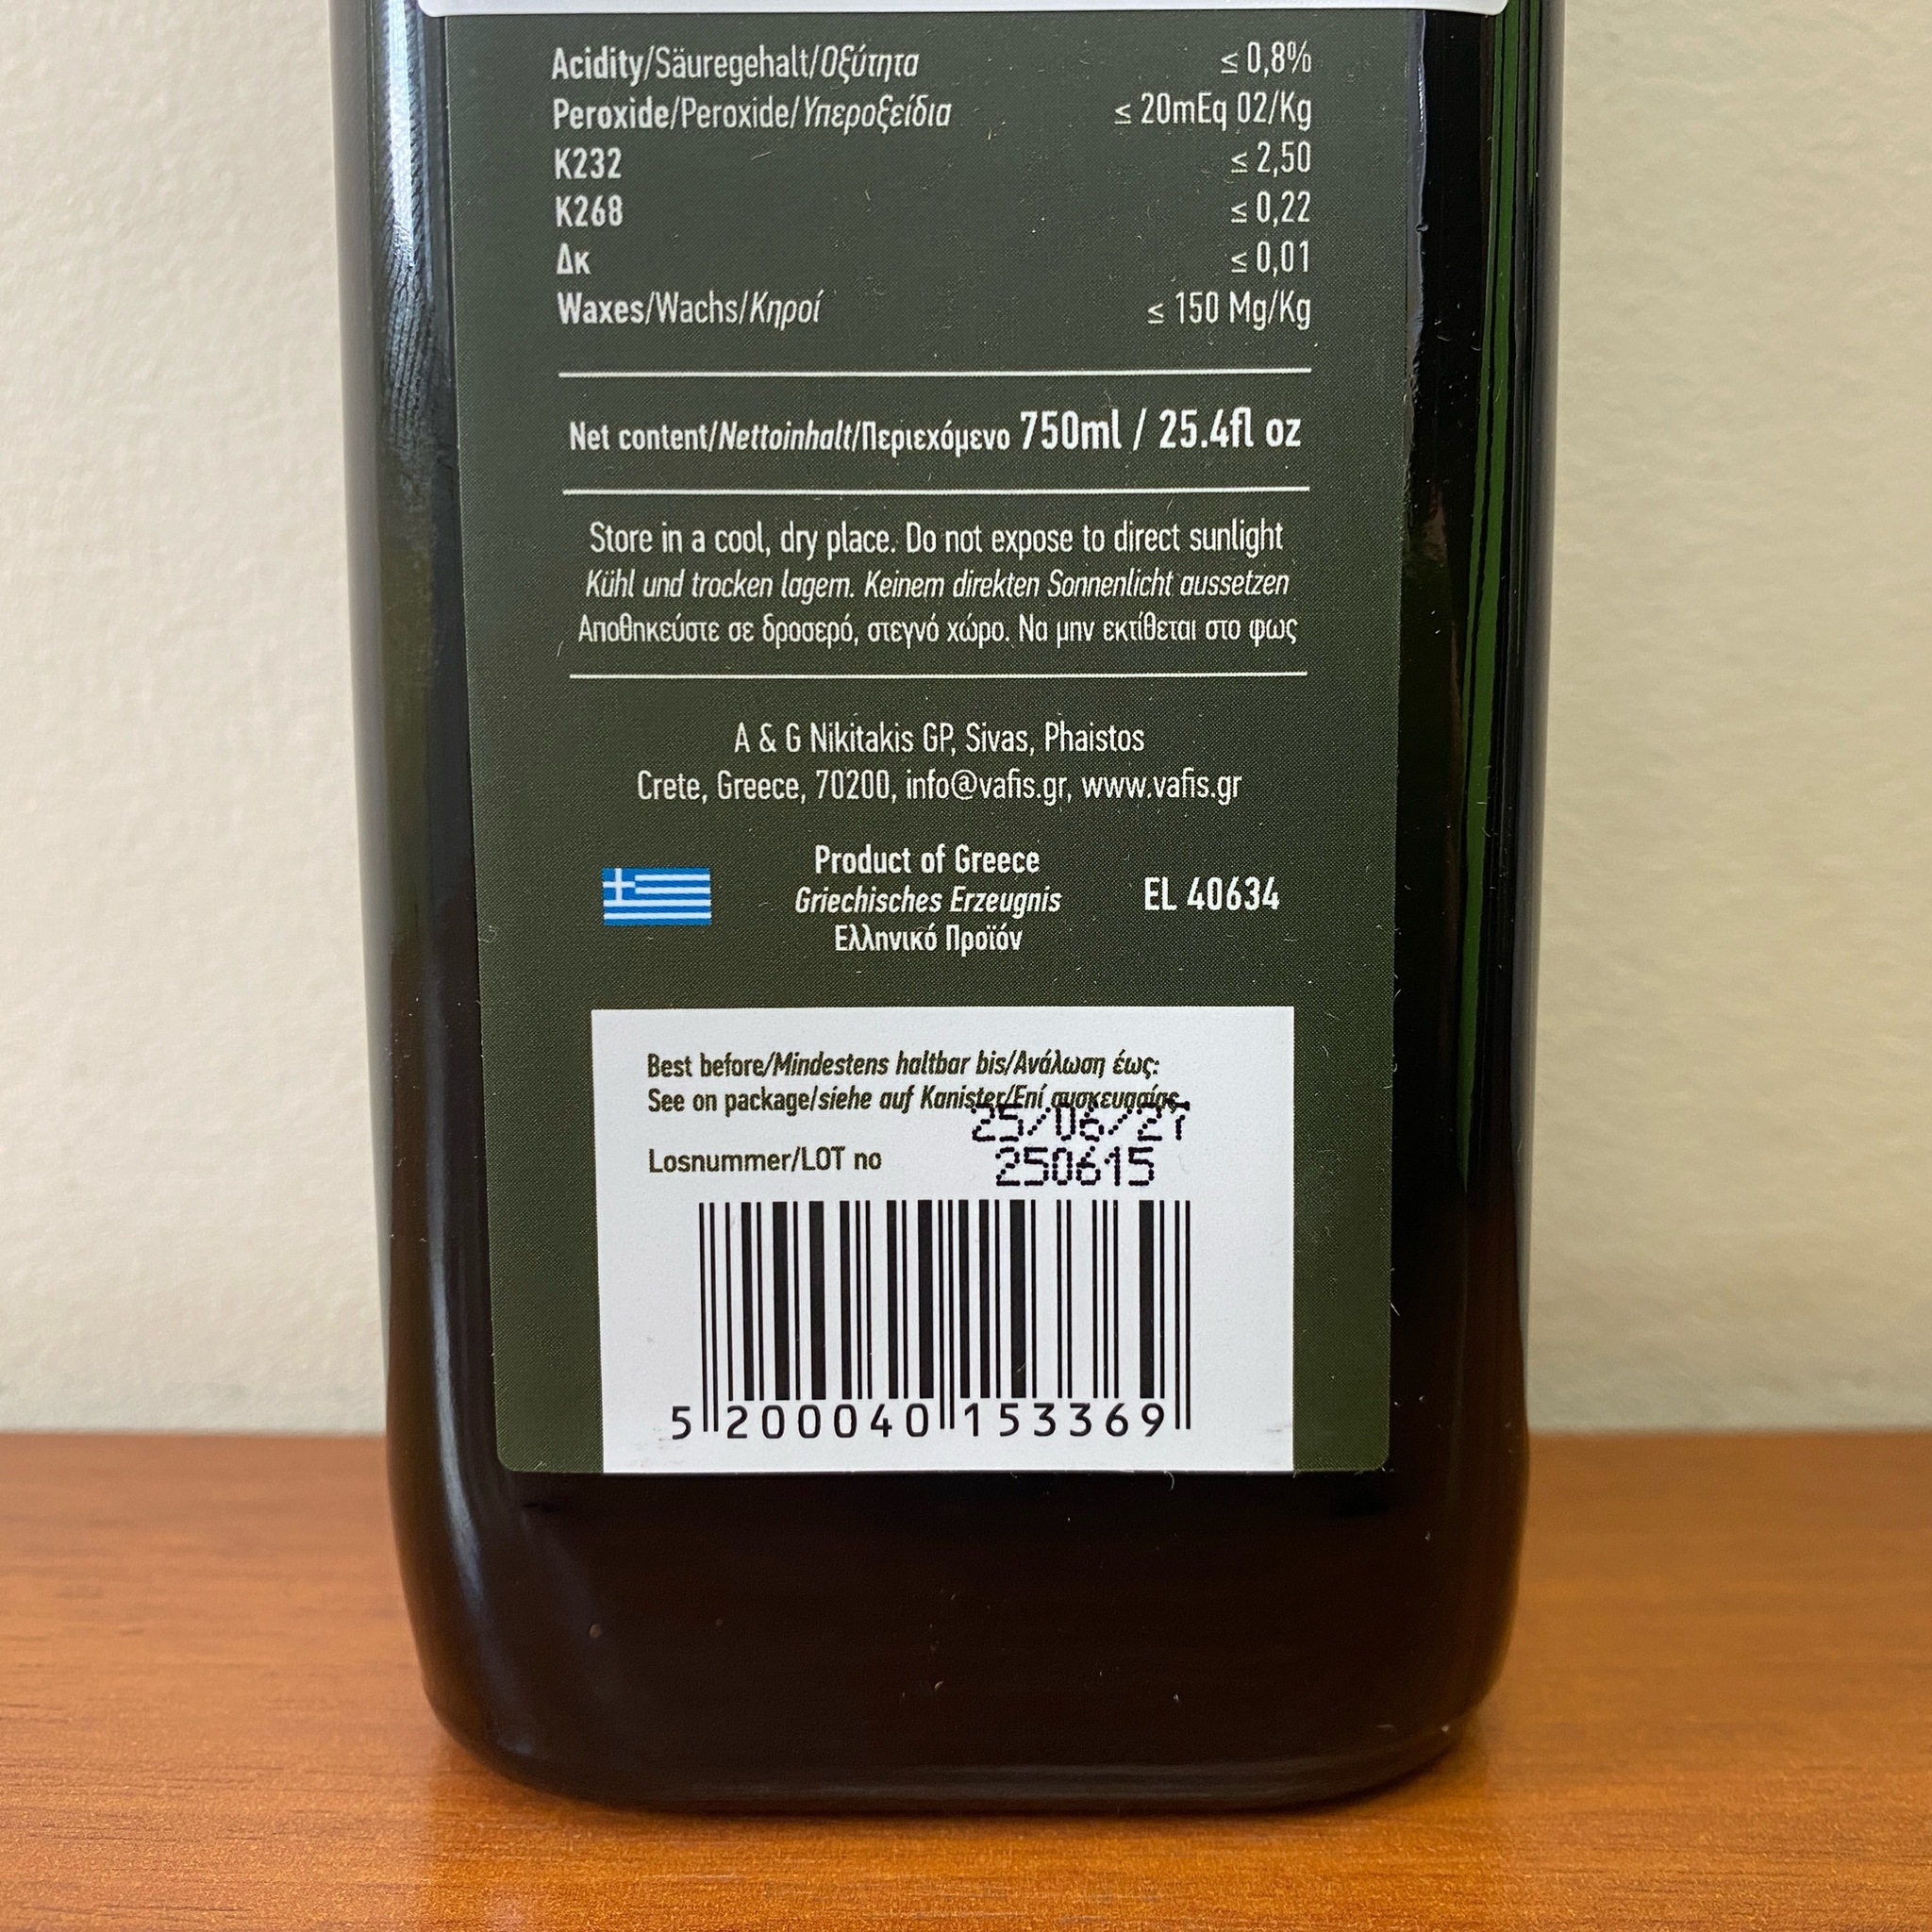 Acidity/Säuregehalt/Οξύτητα ≤ 0,8%
Peroxide/Peroxide/Υπεροξείδια ≤ 20mEq 02/Kg
K232 ≤ 2,50
K268 ≤ 0,22
Δκ ≤ 0,01
Waxes/Wachs/Κηροί ≤ 150 Mg/Kg
Net content/Nettoinhalt/Περιεχόμενο 750ml / 25.4fl oz
Store in a cool, dry place. Do not expose to direct sunlight
Kühl und trocken lagern. Keinem direkten Sonnenlicht aussetzen
Αποθηκεύστε σε δροσερό, στεγνό χώρο. Να μην εκτίθεται στο φως
A & G Nikitakis GP, Sivas, Phaistos
Crete, Greece, 70200, info@vafis.gr, www.vafis.gr
Product of Greece
Griechisches Erzeugnis
Ελληνικό Προϊόν
EL 40634
Best before/Mindestens haltbar bis/Ανάλωση έως:
See on package/siehe auf Kanister/Επί συσκευασίας
25/06/27
Losnummer/LOT no 250615
5 200040 153369